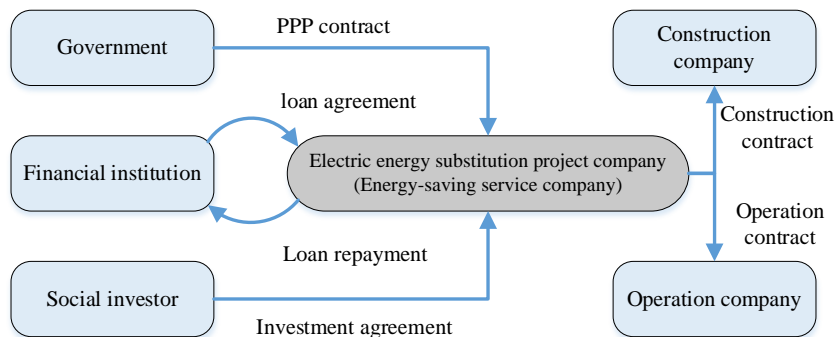 Government
PPP contract
Construction
company
loan agreement
Construction
contract
Financial institution
Electric energy substitution project company
(Energy-saving service company)
Operation
contract
Loan repayment
Social investor
Investment agreement
Operation company